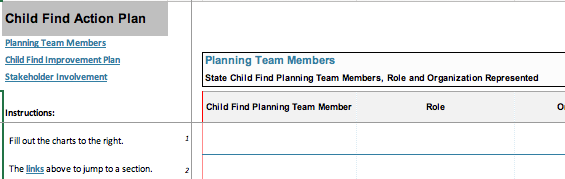 Child Find Action Plan
Planning Team Members
Child Find Improvement Plan
Stakeholder Involvement
Planning Team Members
State Child Find Planning Team Members, Role and Organization Represented
Instructions:
Child Find Planning Team Member Role
Fill out the charts to the right. 1
The links above to jump to a section. 2